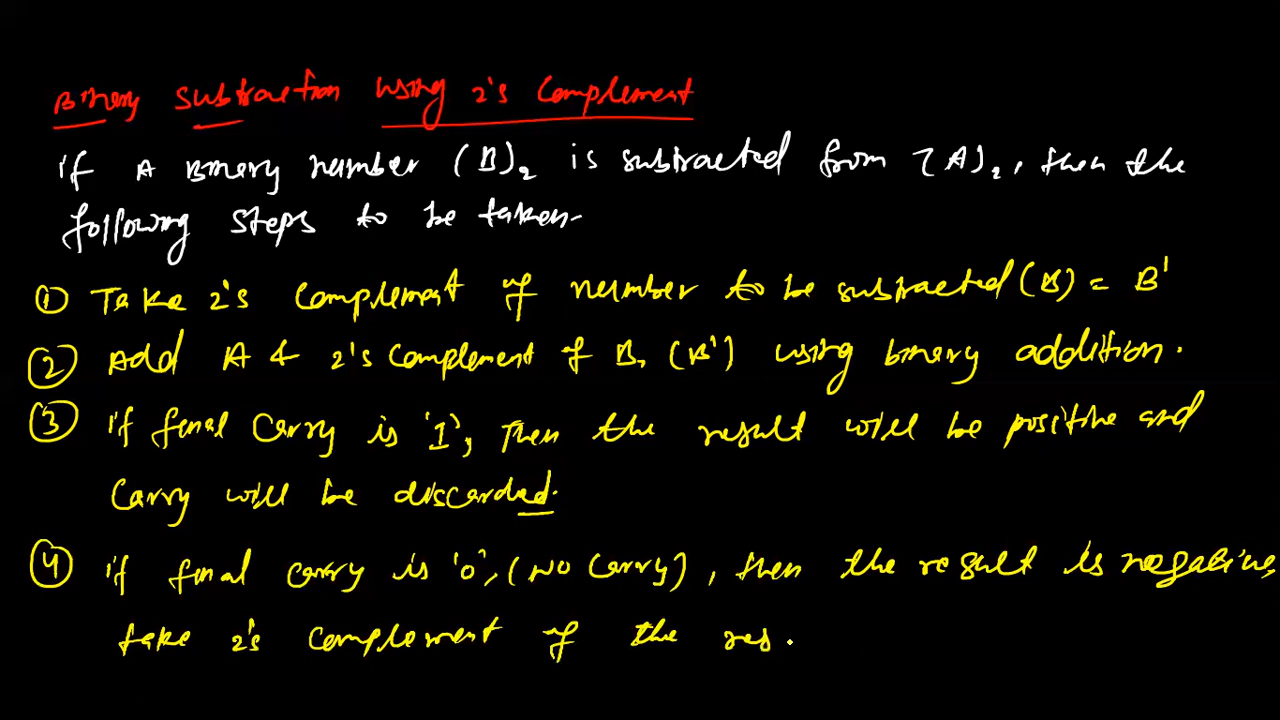 Binary subtraction using 2's complement
if A Binary number (B)₂ is subtracted from (A)₂, then the
following steps to be taken-
① Take 2's complement of number to be subtracted (B) = B'
② Add A & 2's complement of B, (B') using binary addition.
③ if final carry is '1', then the result will be positive and
carry will be discarded.
④ if final carry is '0', (No carry), then the result is negative,
take 2's complement of the res.